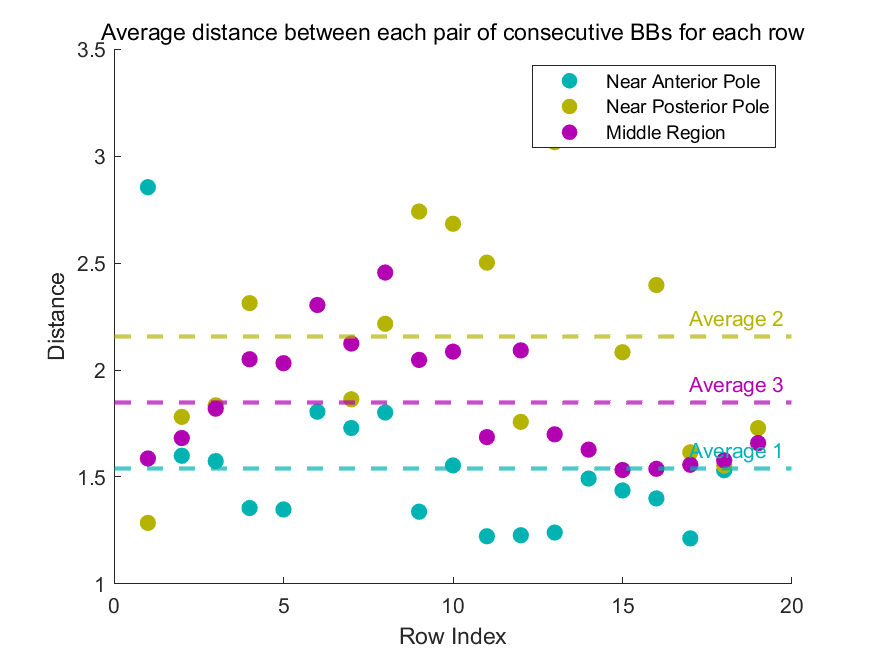 Average distance between each pair of consecutive BBs for each row
3.5
3
2.5
2
1.5
1
Distance
Near Anterior Pole
Near Posterior Pole
Middle Region
Average 2
Average 3
Average 1
0
5
10
15
20
Row Index